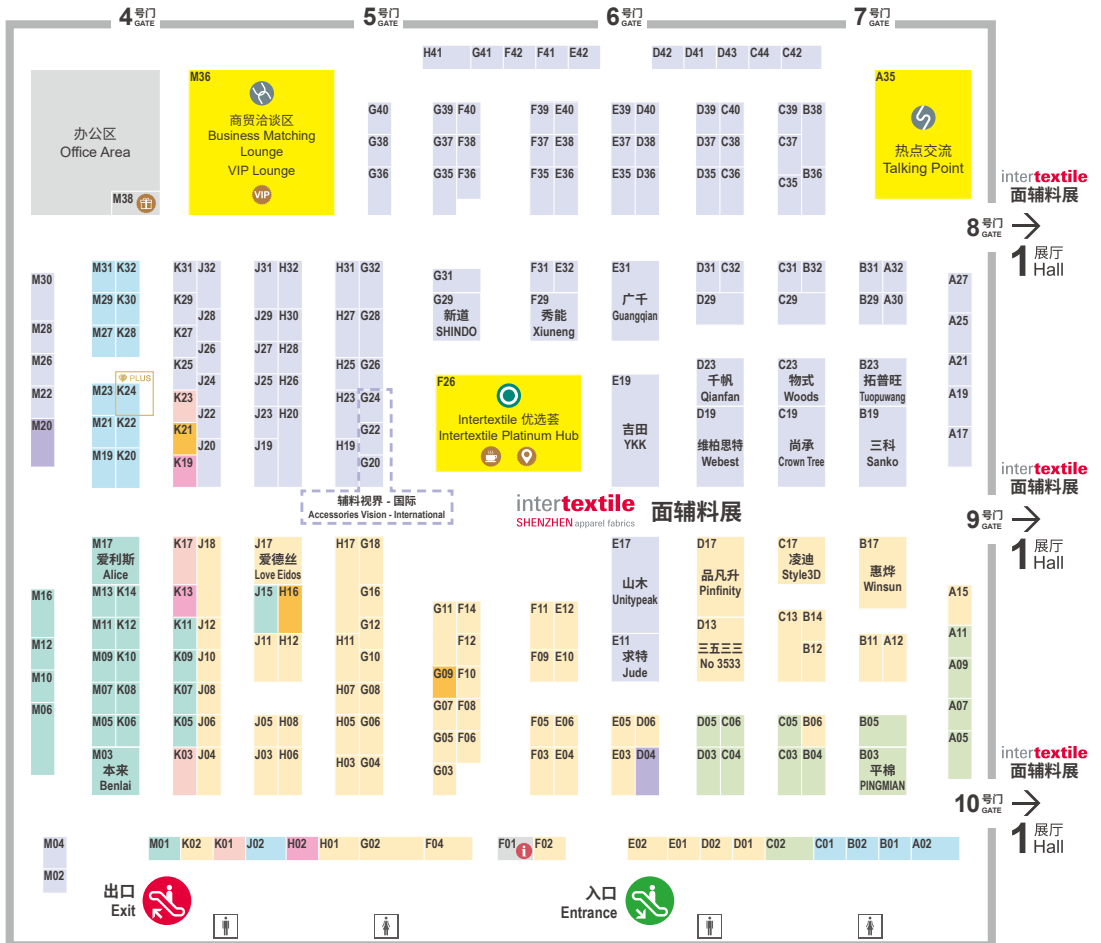 4 号门 GATE
5 号门 GATE
6 号门 GATE
7 号门 GATE
H41 G41 F42 F41 E42 D42 D41 D43 C44 C42
办公区
Office Area
M38
M36
商贸洽谈区
Business Matching
Lounge
VIP Lounge
VIP
A35
热点交流
Talking Point
G40 G39 F40 F39 E40 E39 D40 D39 C40 C39 B38
G38 G37 F38 F37 E38 E37 D38 D37 C38 C37
G36 G35 F36 F35 E36 E35 D36 D35 C36 C35 B36
intertextile
面辅料展
8 号门 GATE
1 展厅 Hall
M30 M31 K32 K31 J32 J31 H32 H31 G32 G31 F31 E32 E31 D31 C32 C31 B32 B31 A32 A27
广千
Guangqian
M29 K30 K29 J28 J29 H30 H27 G28 G29 F29 D29 C29 B29 A30 A25
新道
SHINDO
秀能
Xiuneng
M28 M27 K28 K27 J26 J27 H28
M26 K25 H25 G26 A21
M22 M23 PLUS K24 K23 J24 J25 H26 H23 G24 A19
M20 M21 K22 K21 J22 J23 H20 G22 A17
M19 K20 K19 J20 J19 H19 G20
F26
Intertextile 优选荟
Intertextile Platinum Hub
E19
吉田
YKK
D23
千帆
Qianfan
C23
物式
Woods
B23
拓普旺
Tuopuwang
D19
维柏思特
Webest
C19
尚承
Crown Tree
B19
三科
Sanko
辅料视界 - 国际
Accessories Vision - International
intertextile
SHENZHEN apparel fabrics
面辅料展
intertextile
面辅料展
9 号门 GATE
1 展厅 Hall
M17
爱利斯
Alice
K17 J18
J17
爱德丝
Love Eidos
H17 G18
E17
山木
Unitypeak
D17
品凡升
Pinfinity
C17
凌迪
Style3D
B17
惠烨
Winsun
M16 M13 K14 K13 J15 H16 G16 G11 F14 F11 E12 C13 B14 A15
M11 K12 K11 J12 G12
D13
三五三三
No 3533
M12 J11 H12 H11 F12 B12 B11 A12 A11
E11
求特
Jude
M10 M09 K10 K09 J10 G10 G09 F10 F09 E10 A09
M06 M07 K08 K07 J08 H07 G08 G07 F08 A07
M05 K06 K05 J06 J05 H08 H05 G06 G05 F06 F05 E06 E05 D06 D05 C06 C05 B06 B05 A05
M03
本来
Benlai
K03 J04 J03 H06 H03 G04 G03 F03 E04 E03 D04 D03 C04 C03 B04
B03
平棉
PINGMIAN
intertextile
面辅料展
10 号门 GATE
1 展厅 Hall
M04 M01 K02 K01 J02 H02 H01 G02 F04 F01 i F02 E02 E01 D02 D01 C02 C01 B02 B01 A02
M02
出口
Exit
入口
Entrance